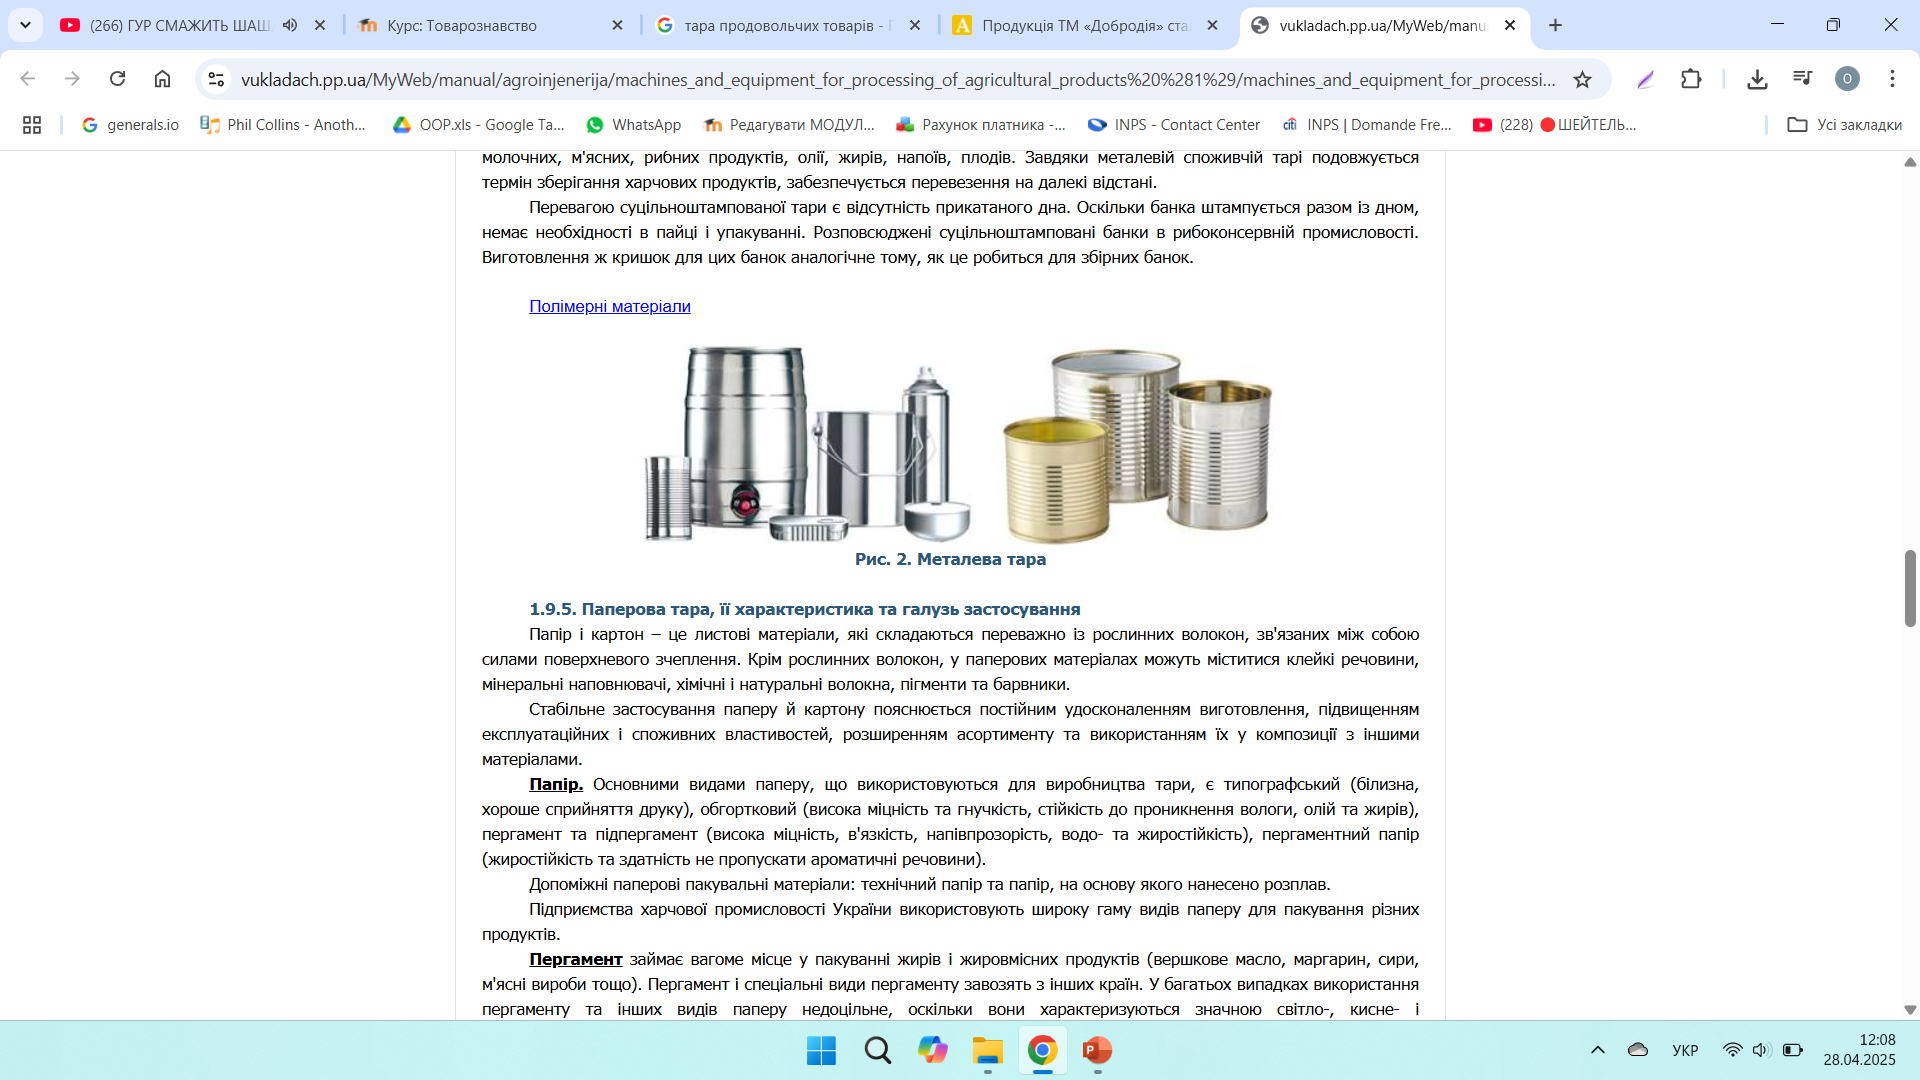 (266) ГУР СМАЖИТЬ ШАШ
Курс: Товарознавство
тара продовольчих товарів -
Продукція ТМ «Добродія» ста
vukladach.pp.ua/MyWeb/manu
vukladach.pp.ua/MyWeb/manual/agroinjenerija/machines_and_equipment_for_processing_of_agricultural_products%20%281%29/machines_and_equipment_for_processi...
О
generals.io
Phil Collins - Anoth...
OOP.xls - Google Ta...
WhatsApp
Редагувати МОДУЛ...
Рахунок платника -...
INPS - Contact Center
INPS | Domande Fre...
(228) 🔴ШЕЙТЕЛЬ...
Усі закладки
молочних, м'ясних, рибних продуктів, олії, жирів, напоїв, плодів. Завдяки металевій споживчій тарі подовжується
термін зберігання харчових продуктів, забезпечується перевезення на далекі відстані.
Перевагою суцільноштампованої тари є відсутність прикатаного дна. Оскільки банка штампується разом із дном,
немає необхідності в пайці і упакуванні. Розповсюджені суцільноштамповані банки в рибоконсервній промисловості.
Виготовлення ж кришок для цих банок аналогічне тому, як це робиться для збірних банок.
Полімерні матеріали
Рис. 2. Металева тара
1.9.5. Паперова тара, її характеристика та галузь застосування
Папір і картон – це листові матеріали, які складаються переважно із рослинних волокон, зв'язаних між собою
силами поверхневого зчеплення. Крім рослинних волокон, у паперових матеріалах можуть міститися клейкі речовини,
мінеральні наповнювачі, хімічні і натуральні волокна, пігменти та барвники.
Стабільне застосування паперу й картону пояснюється постійним удосконаленням виготовлення, підвищенням
експлуатаційних і споживних властивостей, розширенням асортименту та використанням їх у композиції з іншими
матеріалами.
Папір. Основними видами паперу, що використовуються для виробництва тари, є типографський (білизна,
хороше сприйняття друку), обгортковий (висока міцність та гнучкість, стійкість до проникнення вологи, олій та жирів),
пергамент та підпергамент (висока міцність, в'язкість, напівпрозорість, водо- та жиростійкість), пергаментний папір
(жиростійкість та здатність не пропускати ароматичні речовини).
Допоміжні паперові пакувальні матеріали: технічний папір та папір, на основу якого нанесено розплав.
Підприємства харчової промисловості України використовують широку гаму видів паперу для пакування різних
продуктів.
Пергамент займає вагоме місце у пакуванні жирів і жировмісних продуктів (вершкове масло, маргарин, сири,
м'ясні вироби тощо). Пергамент і спеціальні види пергаменту завозять з інших країн. У багатьох випадках використання
пергаменту та інших видів паперу недоцільне, оскільки вони характеризуються значною світло-, кисне- і
УКР
12:08
28.04.2025